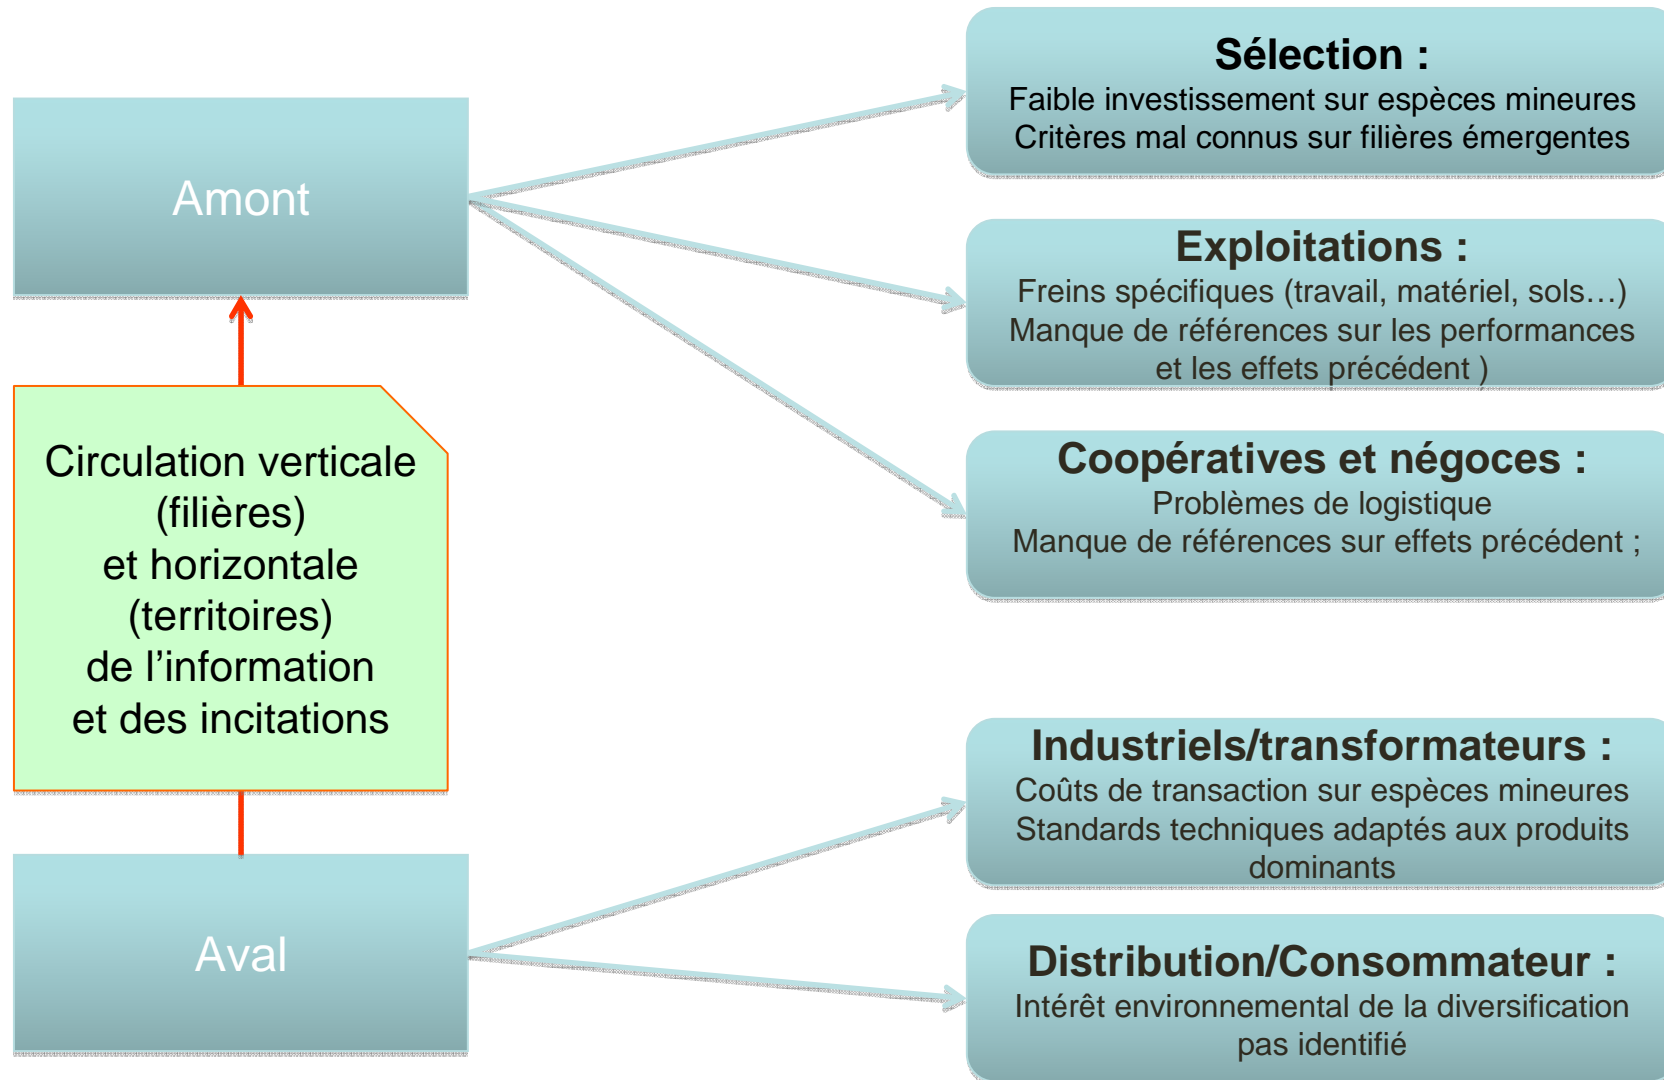 Amont
Circulation verticale
(filières)
et horizontale
(territoires)
de l’information
et des incitations
Aval
Sélection :
Faible investissement sur espèces mineures
Critères mal connus sur filières émergentes
Exploitations :
Freins spécifiques (travail, matériel, sols…)
Manque de références sur les performances
et les effets précédent )
Coopératives et négoces :
Problèmes de logistique
Manque de références sur effets précédent ;
Industriels/transformateurs :
Coûts de transaction sur espèces mineures
Standards techniques adaptés aux produits
dominants
Distribution/Consommateur :
Intérêt environnemental de la diversification
pas identifié